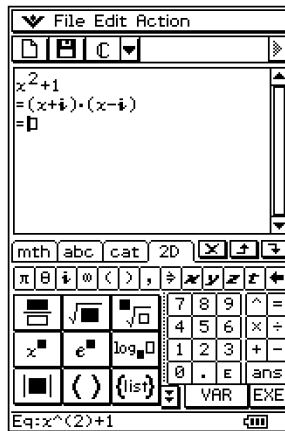 File Edit Action
ℂ
x²+1
=(x+i)·(x−i)
=
mth abc cat 2D
π θ i ∞ ( ) , ⇒ x y z t ←
√■ ■√□ 7 8 9 ^ =
4 5 6 × ÷
x■ e■ log■□ 1 2 3 + −
|■| ( ) {list} 0 . E ans
VAR EXE
Eq:x^(2)+1